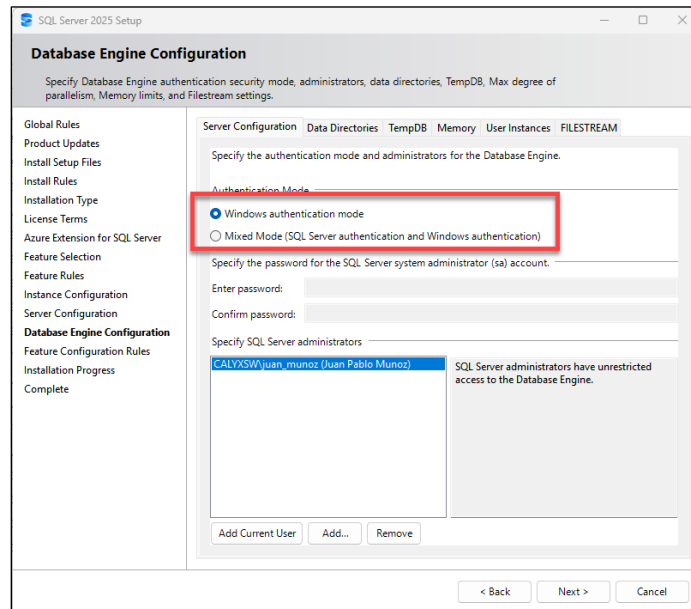 SQL Server 2025 Setup
Database Engine Configuration
Specify Database Engine authentication security mode, administrators, data directories, TempDB, Max degree of
parallelism, Memory limits, and Filestream settings.
Global Rules
Product Updates
Install Setup Files
Install Rules
Installation Type
License Terms
Azure Extension for SQL Server
Feature Selection
Feature Rules
Instance Configuration
Server Configuration
Database Engine Configuration
Feature Configuration Rules
Installation Progress
Complete
Server Configuration Data Directories TempDB Memory User Instances FILESTREAM
Specify the authentication mode and administrators for the Database Engine.
Authentication Mode
Windows authentication mode
Mixed Mode (SQL Server authentication and Windows authentication)
Specify the password for the SQL Server system administrator (sa) account.
Enter password:
Confirm password:
Specify SQL Server administrators
CALYXSW\juan_munoz (Juan Pablo Munoz)
SQL Server administrators have unrestricted
access to the Database Engine.
Add Current User Add... Remove
< Back Next > Cancel